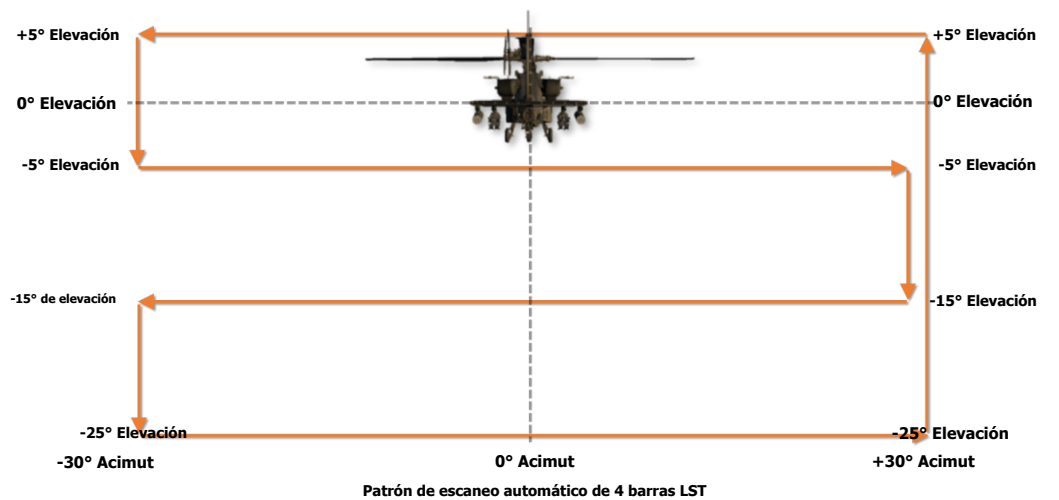 +5° Elevación +5° Elevación
0° Elevación 0° Elevación
-5° Elevación -5° Elevación
-15° de elevación -15° Elevación
-25° Elevación -25° Elevación
-30° Acimut 0° Acimut +30° Acimut
Patrón de escaneo automático de 4 barras LST